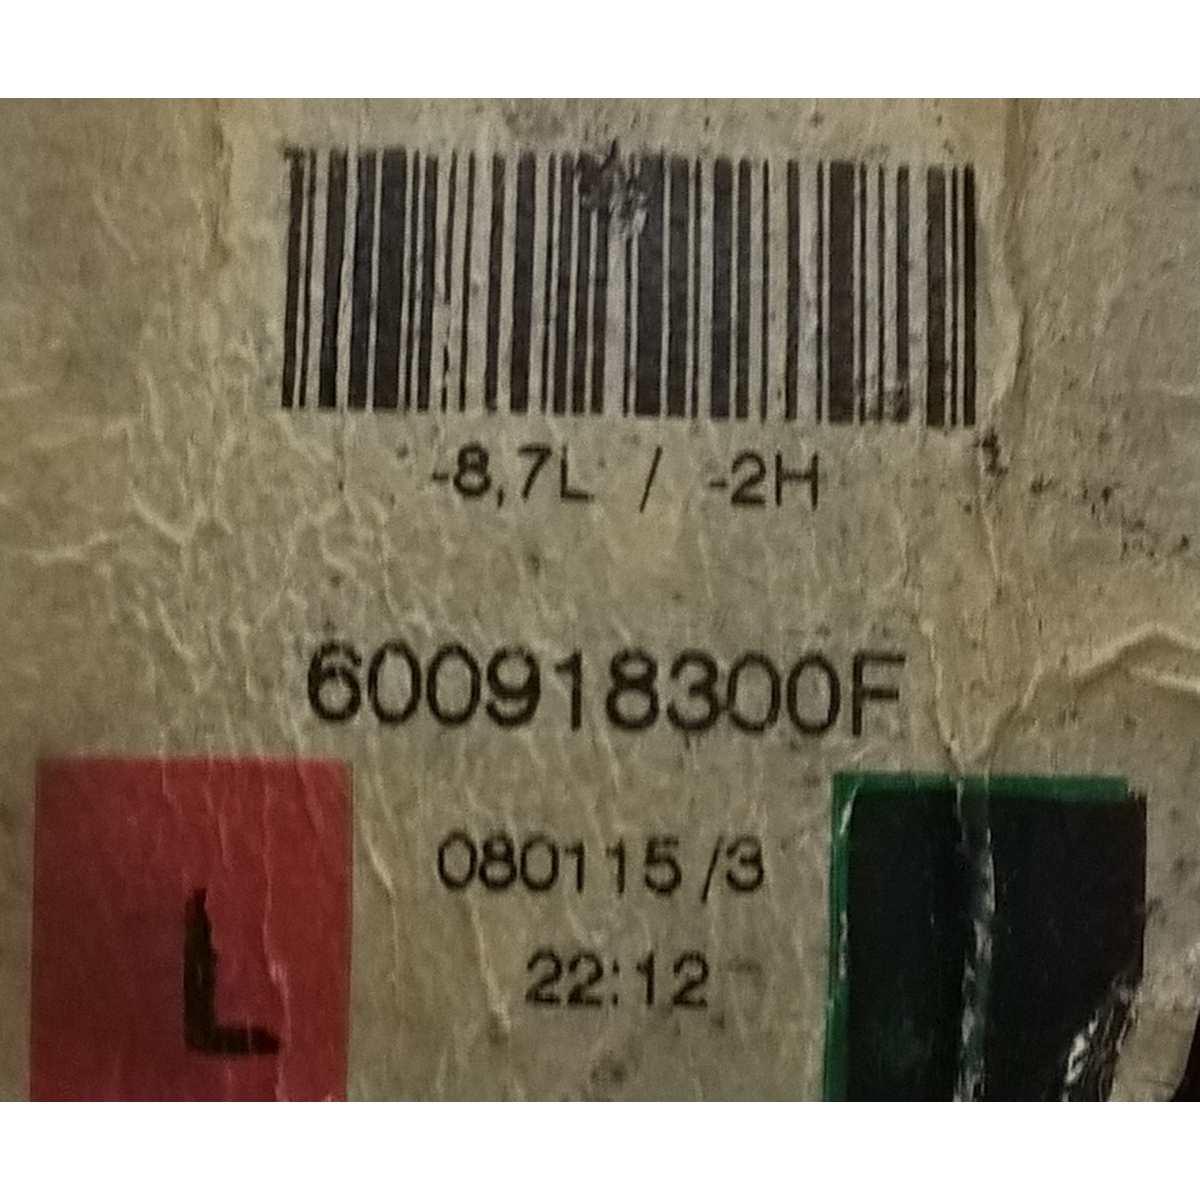 -8,7L / -2H
600918300F
080115 /3
22:12
L